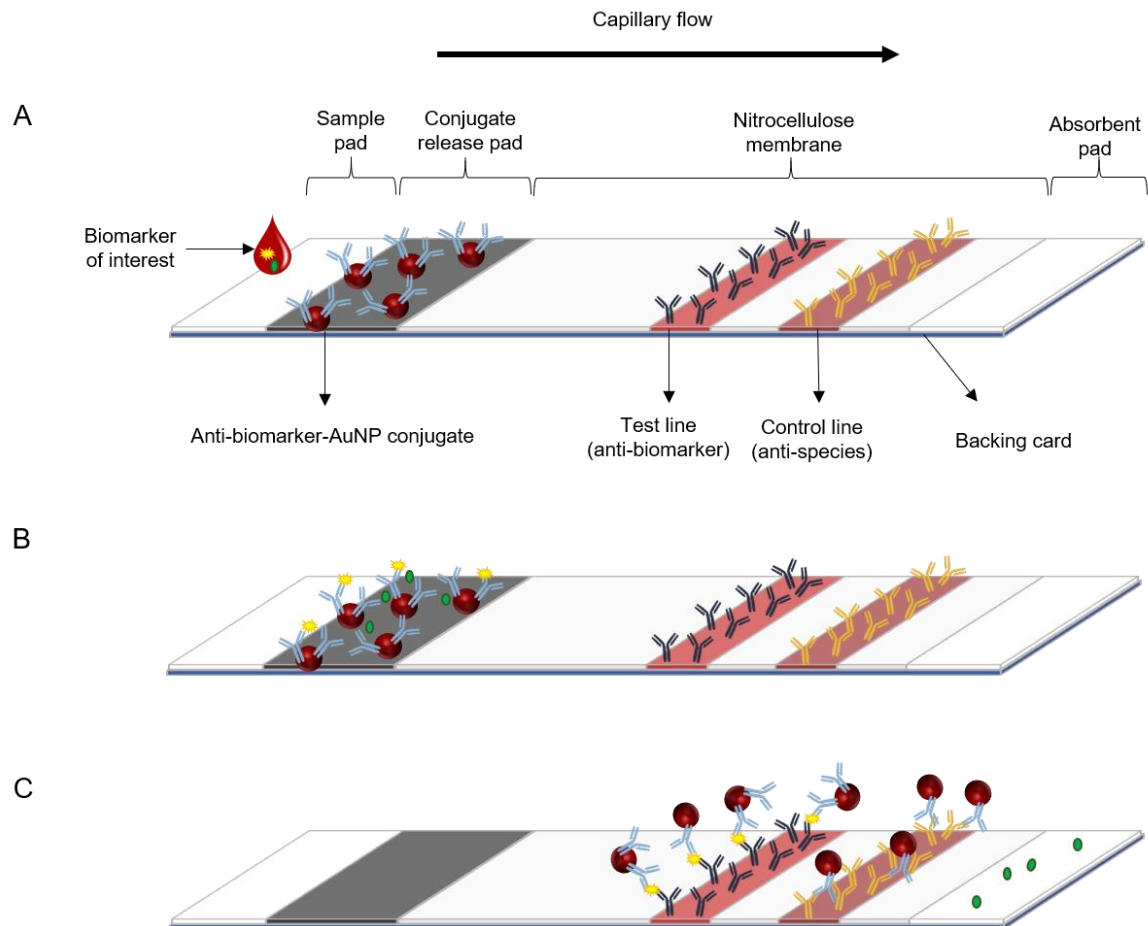 Capillary flow
A
Sample
pad
Conjugate
release pad
Nitrocellulose
membrane
Absorbent
pad
Biomarker
of interest
Anti-biomarker-AuNP conjugate
Test line
(anti-biomarker)
Control line
(anti-species)
Backing card
B
C